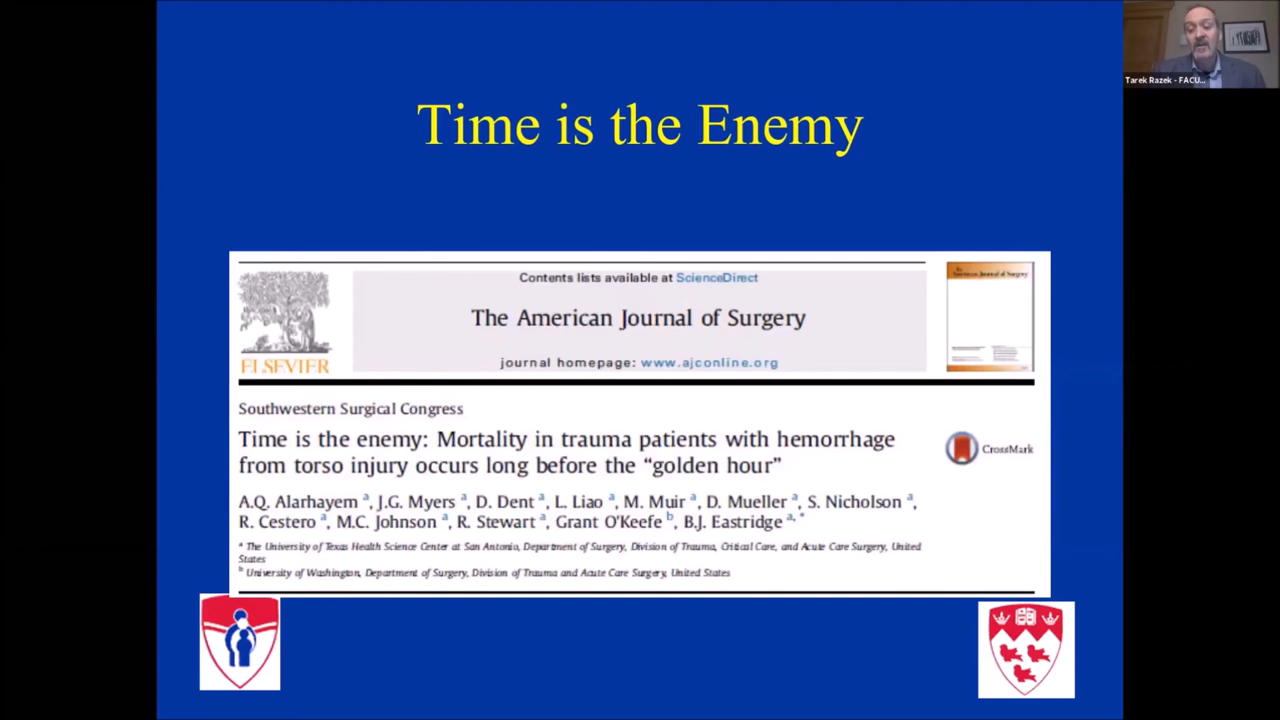 Time is the Enemy
Tarek Razek - FACU...
Contents lists available at ScienceDirect
The American Journal of Surgery
journal homepage: www.ajconline.org
ELSEVIER
The American Journal of Surgery
Southwestern Surgical Congress
Time is the enemy: Mortality in trauma patients with hemorrhage
from torso injury occurs long before the “golden hour”
CrossMark
A.Q. Alarhayem a, J.G. Myers a, D. Dent a, L. Liao a, M. Muir a, D. Mueller a, S. Nicholson a,
R. Cestero a, M.C. Johnson a, R. Stewart a, Grant O'Keefe b, B.J. Eastridge a, *
a The University of Texas Health Science Center at San Antonio, Department of Surgery, Division of Trauma, Critical Care, and Acute Care Surgery, United
States
b University of Washington, Department of Surgery, Division of Trauma and Acute Care Surgery, United States